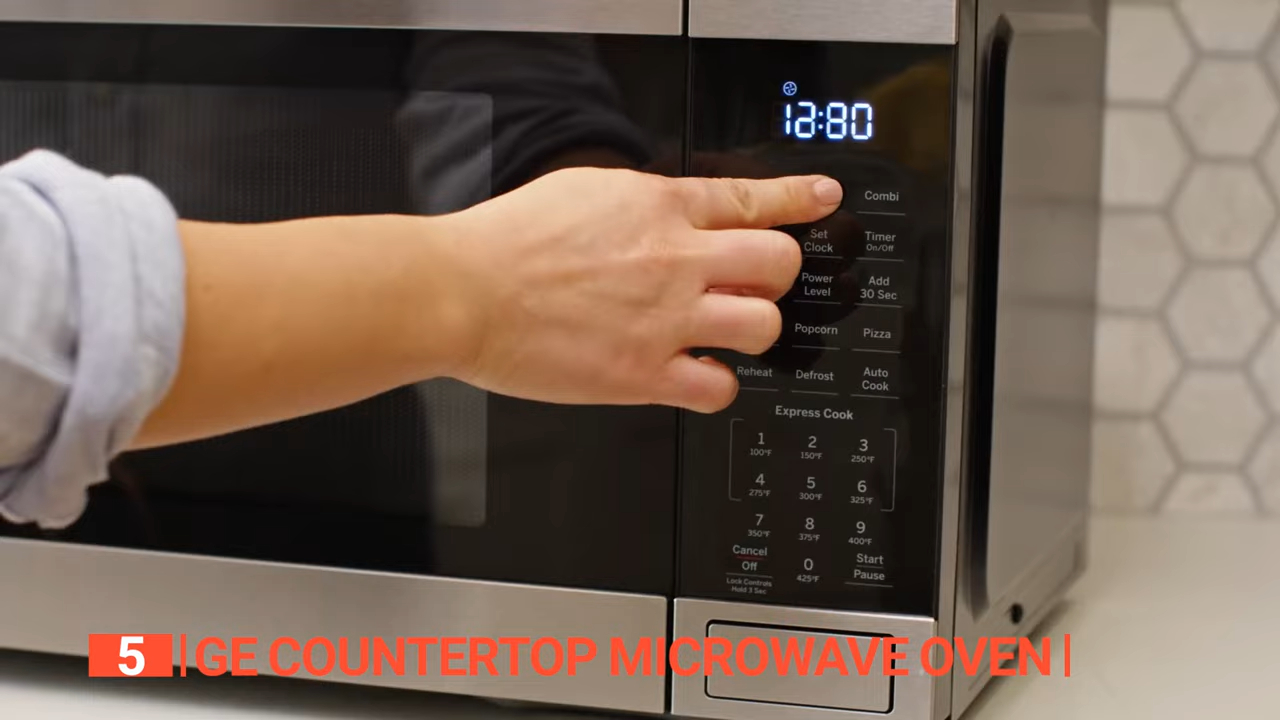 12:80
Combi
Set Clock
Timer On/Off
Power Level
Add 30 Sec
Popcorn
Pizza
Reheat
Defrost
Auto Cook
Express Cook
1 2 3
100°F 150°F 250°F
4 5 6
275°F 300°F 325°F
7 8 9
350°F 375°F 400°F
Cancel Off
0
425°F
Start Pause
Lock Controls
Hold 3 Sec
5 GE COUNTERTOP MICROWAVE OVEN